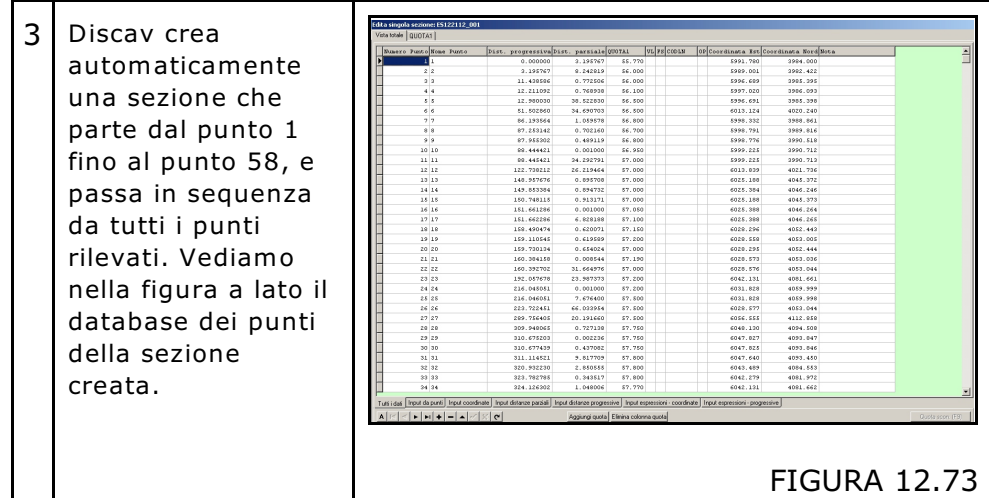 3
Discav crea
automaticamente
una sezione che
parte dal punto 1
fino al punto 58, e
passa in sequenza
da tutti i punti
rilevati. Vediamo
nella figura a lato il
database dei punti
della sezione
creata.
Edita singola sezione: ES122112_001
Vista totale QUOTA1
Numero Punto Nome Punto Dist. progressiva Dist. parziale QUOTA1 VL PS CODLN OP Coordinata Est Coordinata Nord Nota
1 1 0.000000 3.195767 55.770 5991.780 3984.000
2 2 3.195767 8.242819 56.000 5989.001 3982.422
3 3 11.438586 0.772506 56.000 5996.689 3985.395
4 4 12.211092 0.768938 56.100 5997.020 3986.093
5 5 12.980030 38.522830 56.500 5996.691 3985.398
6 6 51.502860 34.690703 56.500 6013.124 4020.240
7 7 86.193564 1.059578 56.800 5998.332 3988.861
8 8 87.253142 0.702160 56.700 5998.791 3989.816
9 9 87.955302 0.489119 56.800 5998.776 3990.518
10 10 88.444421 0.001000 56.950 5999.225 3990.712
11 11 88.445421 34.292791 57.000 5999.225 3990.713
12 12 122.738212 26.219464 57.000 6013.839 4021.736
13 13 148.957676 0.895708 57.000 6025.188 4045.372
14 14 149.853384 0.894732 57.000 6025.384 4046.246
15 15 150.748115 0.913171 57.000 6025.188 4045.373
16 16 151.661286 0.001000 57.050 6025.388 4046.264
17 17 151.662286 6.828188 57.100 6025.388 4046.265
18 18 158.490474 0.620071 57.150 6028.296 4052.443
19 19 159.110545 0.619589 57.200 6028.558 4053.005
20 20 159.730134 0.654024 57.000 6028.295 4052.444
21 21 160.384158 0.008544 57.190 6028.573 4053.036
22 22 160.392702 31.664976 57.000 6028.576 4053.044
23 23 192.057678 23.987373 57.200 6042.131 4081.661
24 24 216.045051 0.001000 57.200 6031.828 4059.999
25 25 216.046051 7.676400 57.500 6031.828 4059.998
26 26 223.722451 66.033954 57.500 6028.577 4053.044
27 27 289.756405 20.191660 57.500 6056.555 4112.858
28 28 309.948065 0.727138 57.750 6048.130 4094.508
29 29 310.675203 0.002236 57.750 6047.827 4093.847
30 30 310.677439 0.437082 57.750 6047.825 4093.846
31 31 311.114521 9.817709 57.800 6047.640 4093.450
32 32 320.932230 2.850555 57.800 6043.489 4084.553
33 33 323.782785 0.343517 57.800 6042.279 4081.972
34 34 324.126302 1.048006 57.770 6042.131 4081.662
Tutti i dati Input da punti Input coordinate Input distanze parziali Input distanze progressive Input espressioni - coordinate Input espressioni - progressive
A Aggiungi quota Elimina colonna quota
FIGURA 12.73